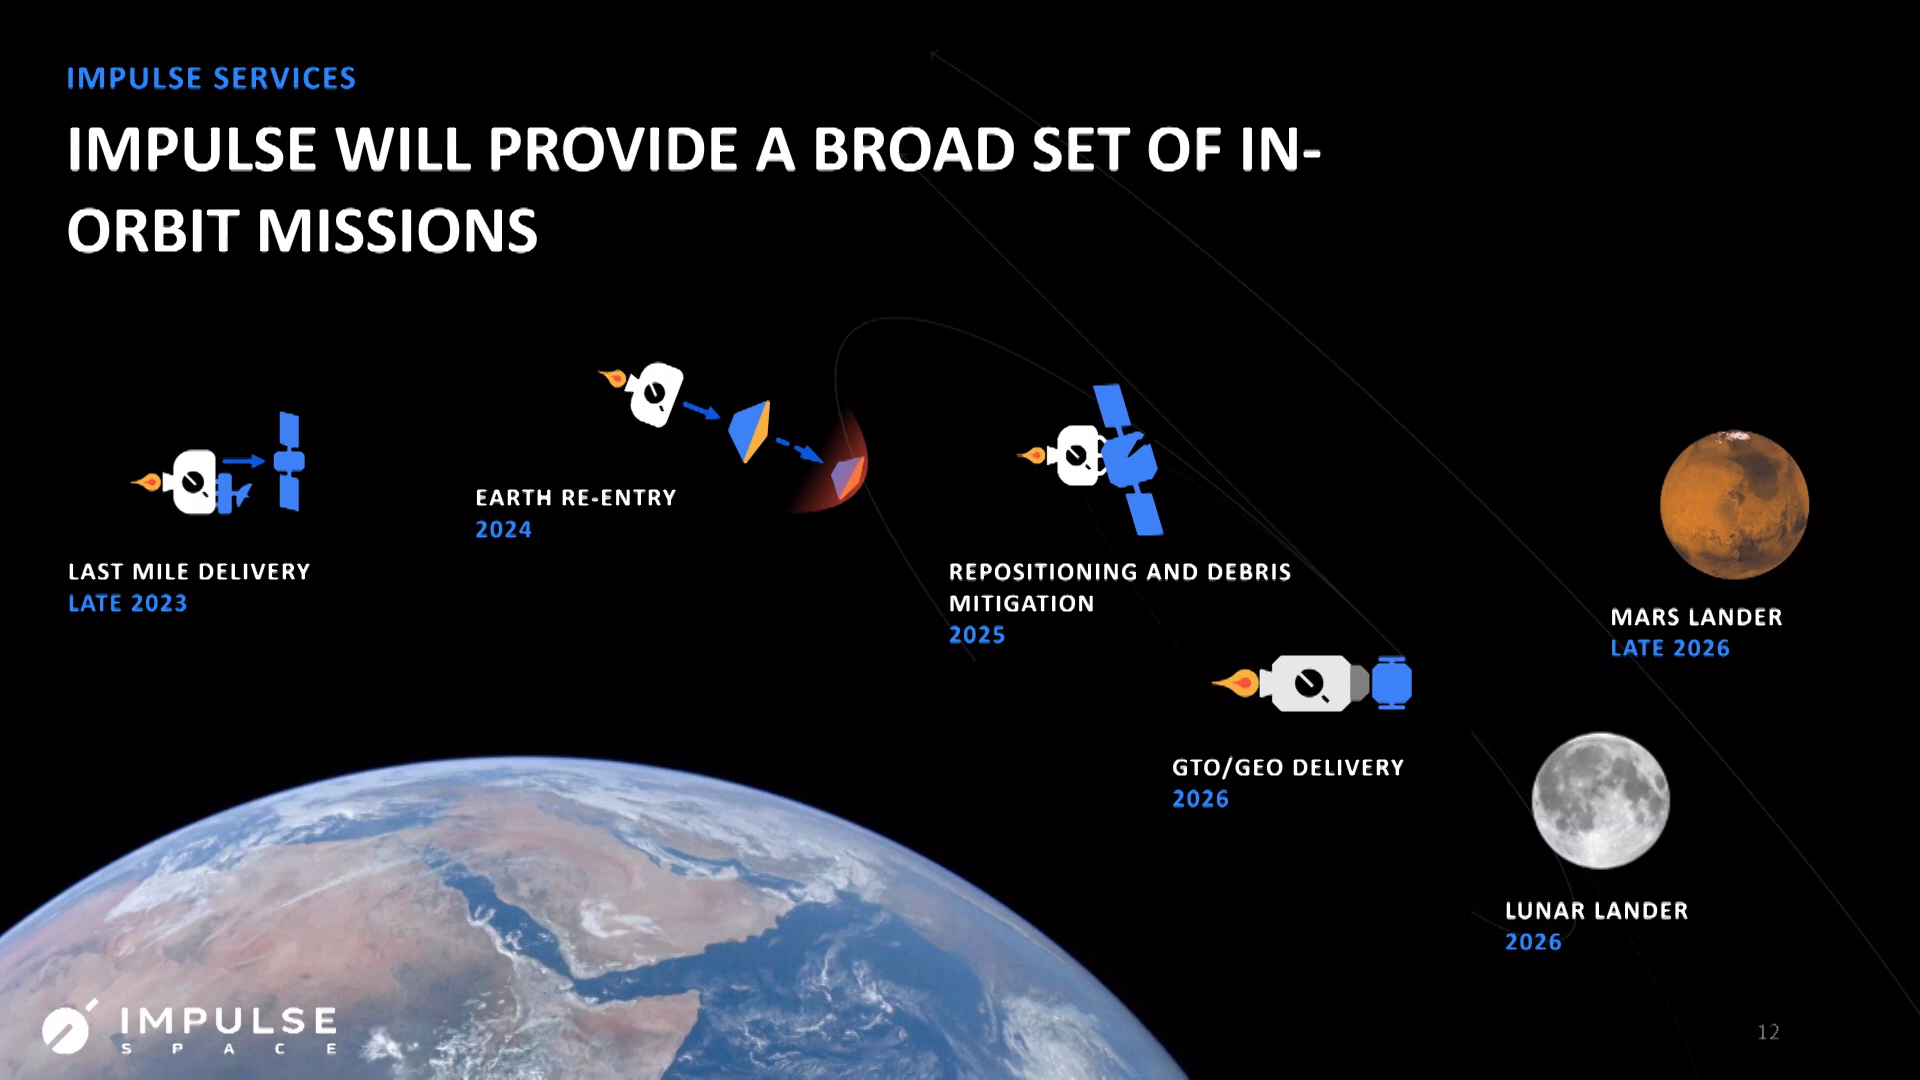 IMPULSE SERVICES
IMPULSE WILL PROVIDE A BROAD SET OF IN-
ORBIT MISSIONS
LAST MILE DELIVERY
LATE 2023
EARTH RE-ENTRY
2024
REPOSITIONING AND DEBRIS
MITIGATION
2025
GTO/GEO DELIVERY
2026
MARS LANDER
LATE 2026
LUNAR LANDER
2026
IMPULSE
SPACE
12